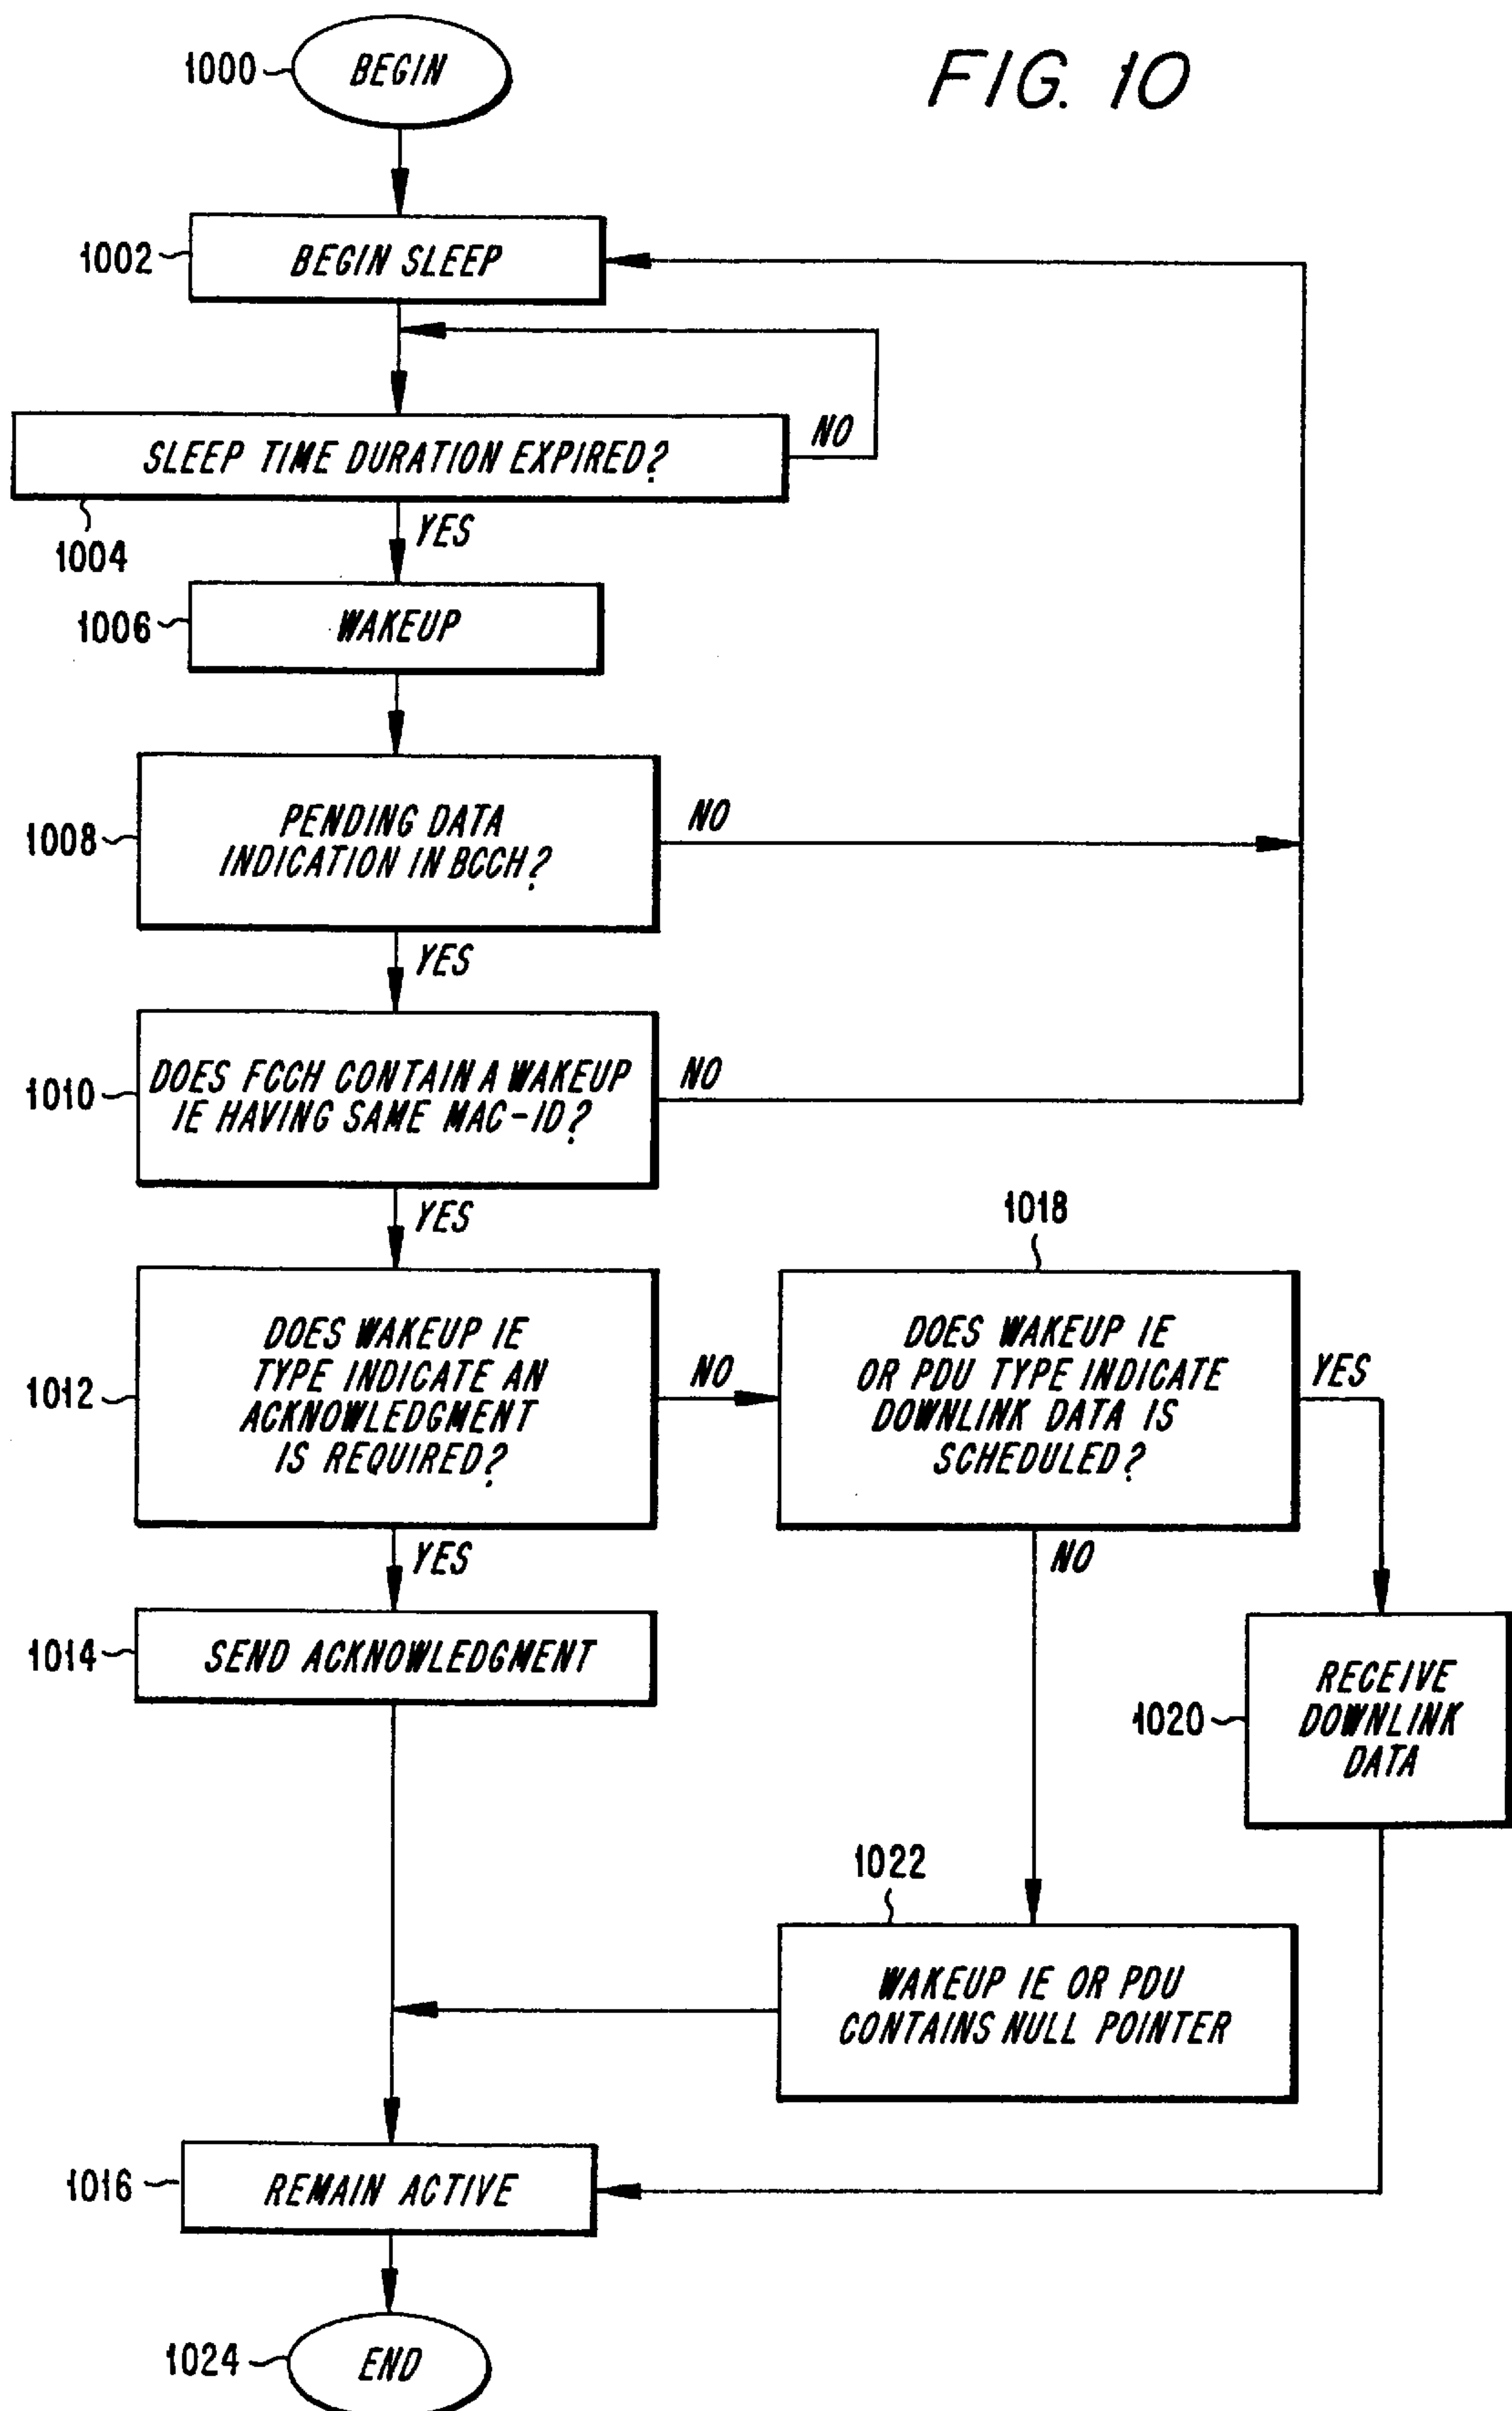 FIG. 10
1000
BEGIN
1002
BEGIN SLEEP
SLEEP TIME DURATION EXPIRED?
NO
1004
YES
1006
WAKEUP
1008
PENDING DATA
INDICATION IN BCCH?
NO
YES
1010
DOES FCCH CONTAIN A WAKEUP
IE HAVING SAME MAC-ID?
NO
YES
1012
DOES WAKEUP IE
TYPE INDICATE AN
ACKNOWLEDGMENT
IS REQUIRED?
NO
1018
DOES WAKEUP IE
OR PDU TYPE INDICATE
DOWNLINK DATA IS
SCHEDULED?
YES
YES
NO
1014
SEND ACKNOWLEDGMENT
1020
RECEIVE
DOWNLINK
DATA
1022
WAKEUP IE OR PDU
CONTAINS NULL POINTER
1016
REMAIN ACTIVE
1024
END